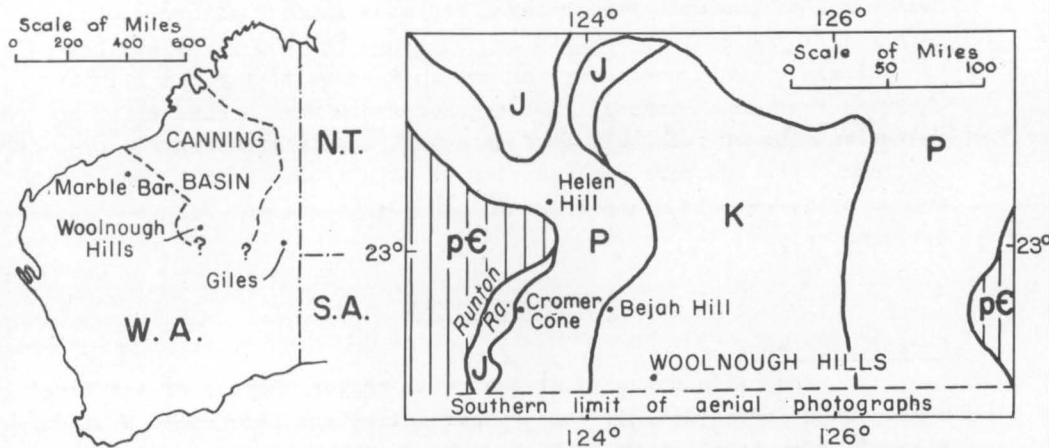 Scale of Miles
0 200 400 600
CANNING
BASIN
N.T.
Marble Bar
Woolnough
Hills
?
?
Giles
S.A.
W. A.
124°
126°
Scale of Miles
0 50 100
J
J
P
Helen
Hill
K
23°
p€
P
23°
Runton
Ra.
Cromer
Cone
Bejah Hill
p€
J
WOOLNOUGH HILLS
Southern limit of aerial photographs
124°
126°